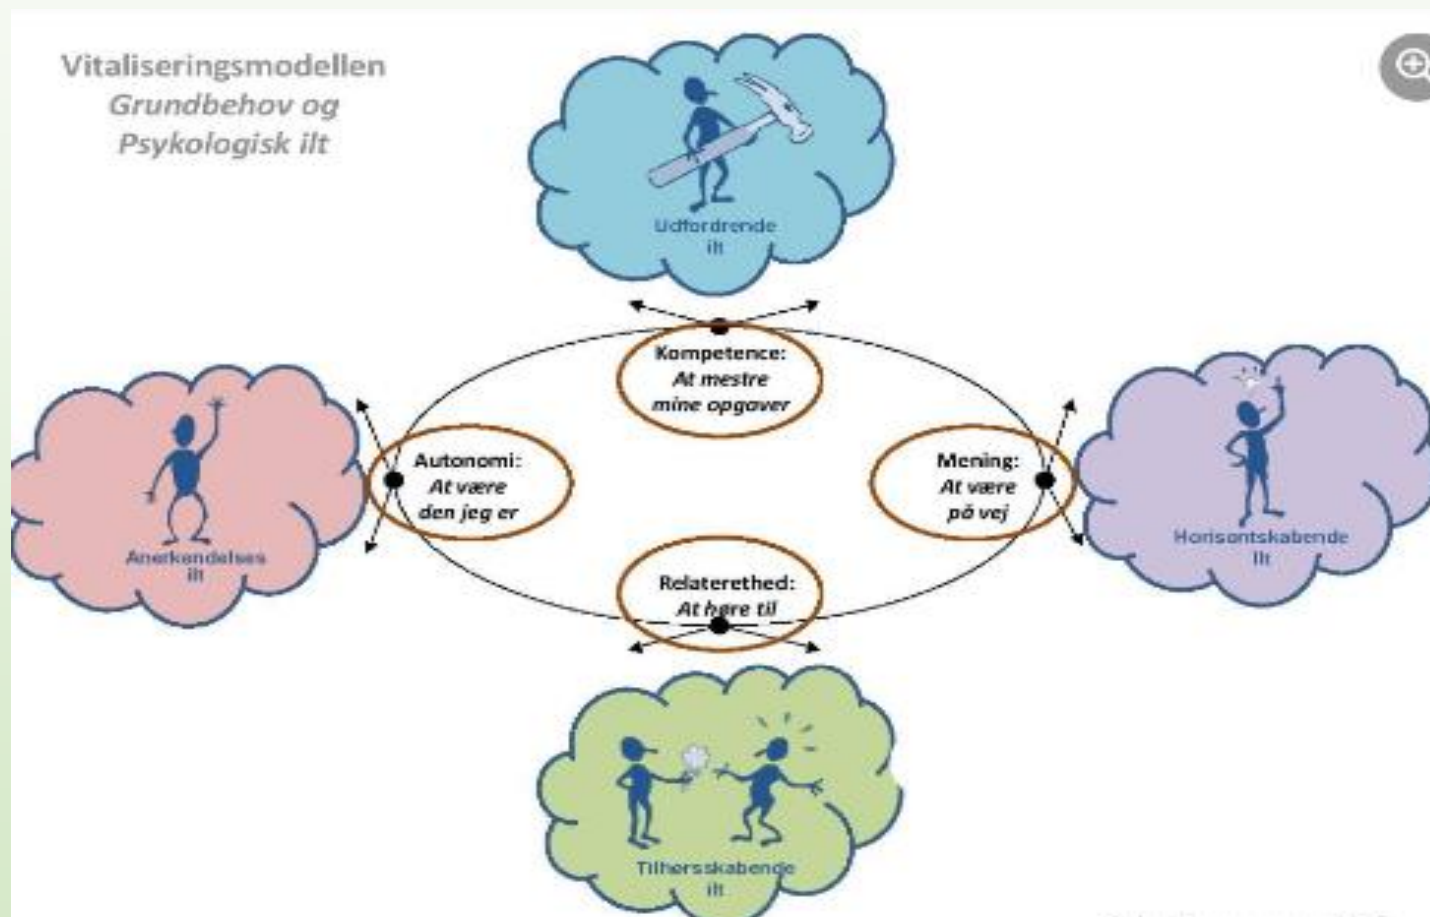 Vitaliseringsmodellen
Grundbehov og
Psykologisk ilt
Udfordrende
ilt
Kompetence:
At mestre
mine opgaver
Autonomi:
At være
den jeg er
Mening:
At være
på vej
Anerkendelses
ilt
Horisontskabende
Ilt
Relaterethed:
At høre til
Tilhørsskabende
ilt